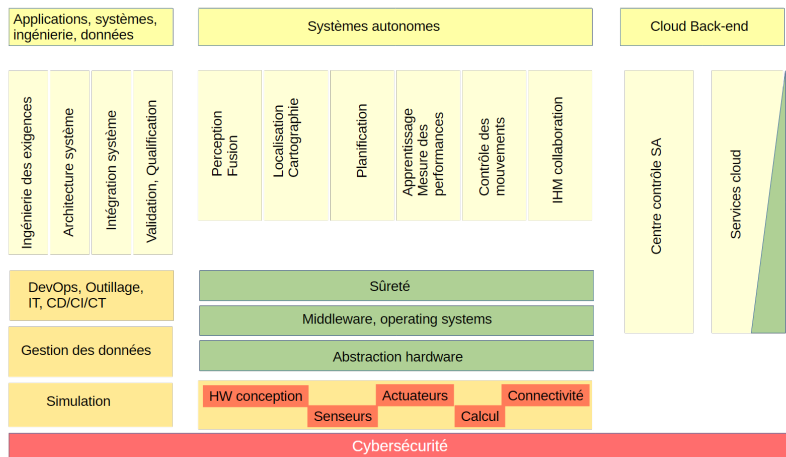 Applications, systèmes,
ingénierie, données
Systèmes autonomes
Cloud Back-end
Ingénierie des exigences
Architecture système
Intégration système
Validation, Qualification
Perception
Fusion
Localisation
Cartographie
Planification
Apprentissage
Mesure des
performances
Contrôle des
mouvements
IHM collaboration
Centre contrôle SA
Services cloud
DevOps, Outillage,
IT, CD/CI/CT
Gestion des données
Simulation
Sûreté
Middleware, operating systems
Abstraction hardware
HW conception
Senseurs
Actuateurs
Calcul
Connectivité
Cybersécurité